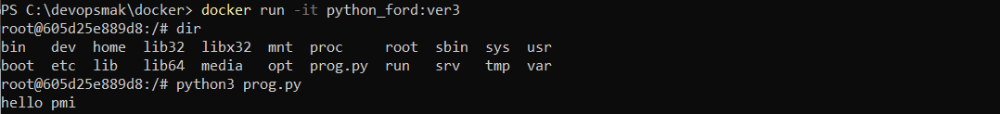 PS C:\devopsmak\docker> docker run -it python_ford:ver3
root@605d25e889d8:/# dir
bin   dev  home  lib32  libx32  mnt  proc     root  sbin  sys  usr
boot  etc  lib   lib64  media   opt  prog.py  run   srv   tmp  var
root@605d25e889d8:/# python3 prog.py
hello pmi